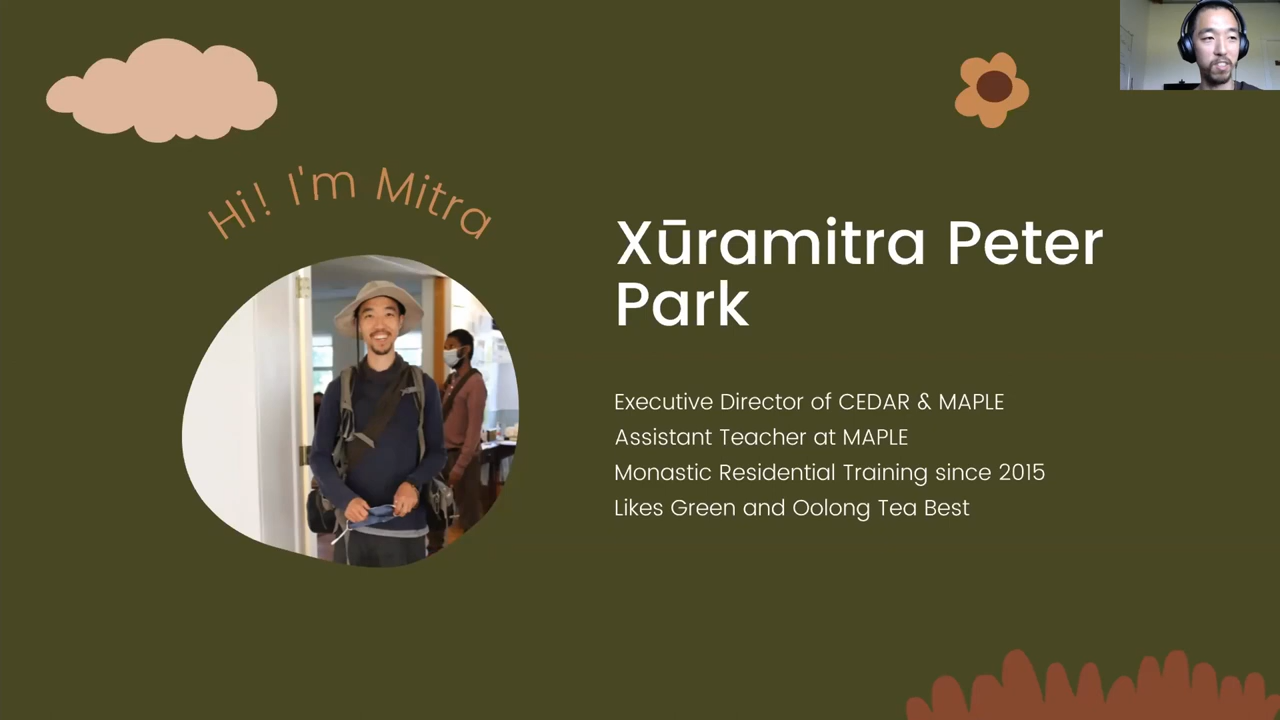 Hi! I'm Mitra
Xūramitra Peter
Park
Executive Director of CEDAR & MAPLE
Assistant Teacher at MAPLE
Monastic Residential Training since 2015
Likes Green and Oolong Tea Best